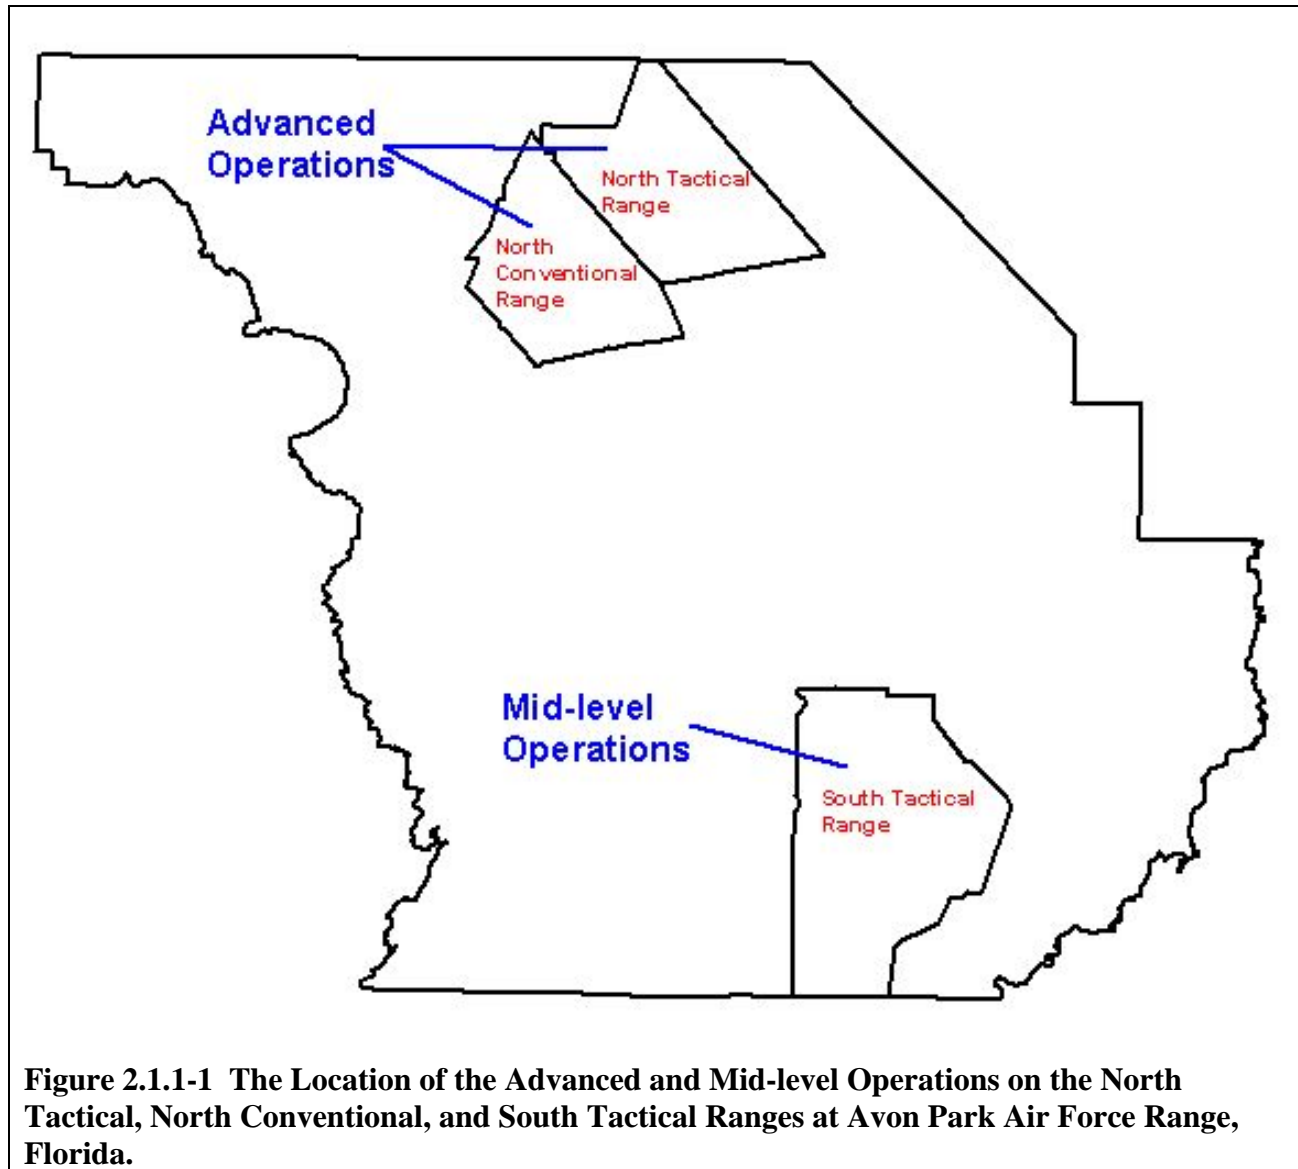 Advanced
Operations
North Tactical
Range
North
Conventional
Range
Mid-level
Operations
South Tactical
Range
Figure 2.1.1-1 The Location of the Advanced and Mid-level Operations on the North
Tactical, North Conventional, and South Tactical Ranges at Avon Park Air Force Range,
Florida.